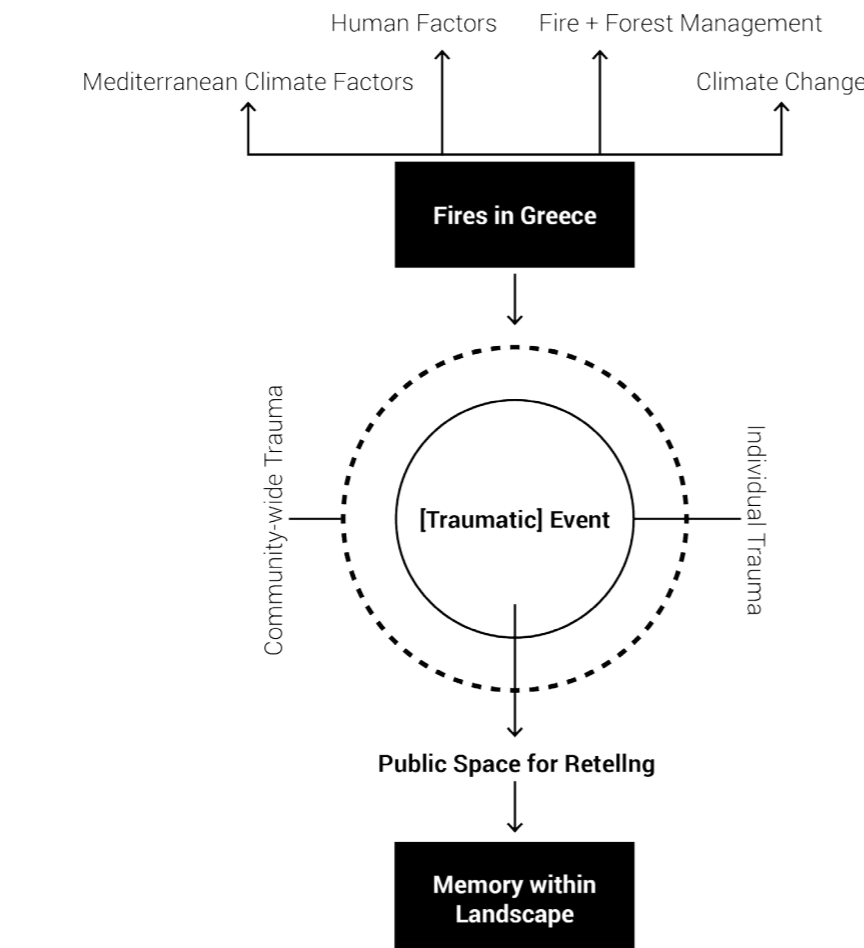 Human Factors
Fire + Forest Management
Mediterranean Climate Factors
Climate Change
Fires in Greece
Community-wide Trauma
[Traumatic] Event
Individual Trauma
Public Space for Retellng
Memory within
Landscape